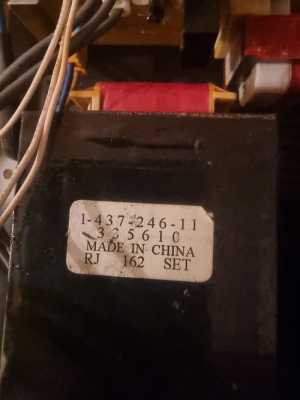 1-437-246-11
335610
MADE IN CHINA
RJ 162 SET